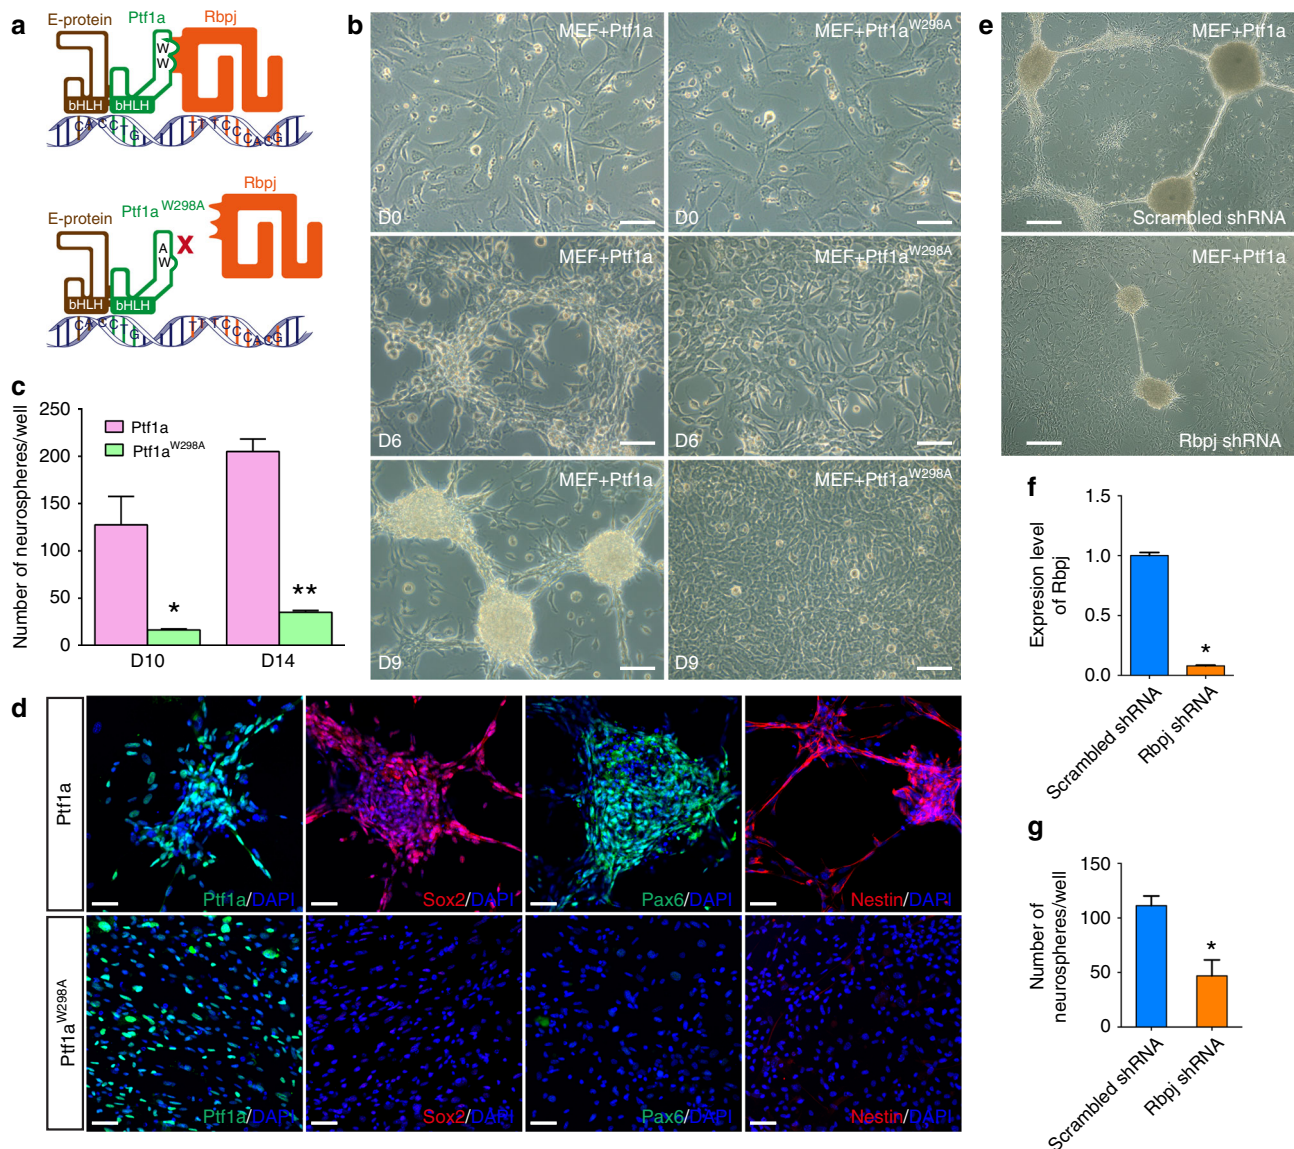 a
E-protein
Ptf1a
Rbpj
W
W
bHLH
bHLH
C A C C T G
T T T C C C A C G
E-protein
Ptf1a W298A
Rbpj
X
A
W
bHLH
bHLH
C A C C T G
T T T C C C A C G
b
MEF+Ptf1a
D0
MEF+Ptf1a W298A
D0
MEF+Ptf1a
D6
MEF+Ptf1a W298A
D6
MEF+Ptf1a
D9
MEF+Ptf1a W298A
D9
c
Number of neurospheres/well
250
200
150
100
50
0
Ptf1a
Ptf1a W298A
*
**
D10
D14
d
Ptf1a
Ptf1a/DAPI
Sox2/DAPI
Pax6/DAPI
Nestin/DAPI
Ptf1a W298A
Ptf1a/DAPI
Sox2/DAPI
Pax6/DAPI
Nestin/DAPI
e
MEF+Ptf1a
Scrambled shRNA
MEF+Ptf1a
Rbpj shRNA
f
Expresion level
of Rbpj
1.5
1.0
0.5
0.0
*
Scrambled shRNA
Rbpj shRNA
g
Number of
neurospheres/well
150
100
50
0
*
Scrambled shRNA
Rbpj shRNA